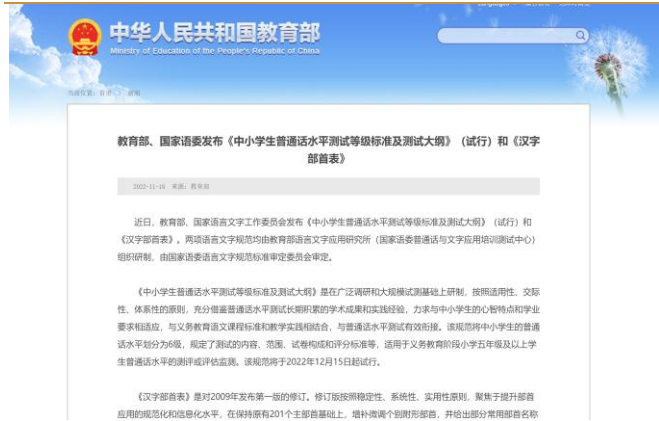 中华人民共和国教育部
Ministry of Education of the People's Republic of China
当前位置：首页
教育部、国家语委发布《中小学生普通话水平测试等级标准及测试大纲》（试行）和《汉字
部首表》
2022-11-18 来源：教育部
近日，教育部、国家语言文字工作委员会发布《中小学生普通话水平测试等级标准及测试大纲》（试行）和
《汉字部首表》。两项语言文字规范均由教育部语言文字应用研究所（国家语委普通话与文字应用培训测试中心）
组织研制，由国家语委语言文字规范标准审定委员会审定。
《中小学生普通话水平测试等级标准及测试大纲》是在广泛调研和大规模试测基础上研制，按照适用性、交际
性、体系性的原则，充分借鉴普通话水平测试长期积累的学术成果和实践经验，力求与中小学生的心智特点和学业
要求相适应，与义务教育语文课程标准和教学实践相结合，与普通话水平测试有效衔接。该规范将中小学生的普通
话水平划分为6级，规定了测试的内容、范围、试卷构成和评分标准等，适用于义务教育阶段小学五年级及以上学
生普通话水平的测评或评估监测。该规范将于2022年12月15日起试行。
《汉字部首表》是对2009年发布第一版的修订。修订版按照稳定性、系统性、实用性原则，聚焦于提升部首
应用的规范化和信息化水平，在保持原有201个主部首基础上，增补微调个别附形部首，并给出部分常用部首名称